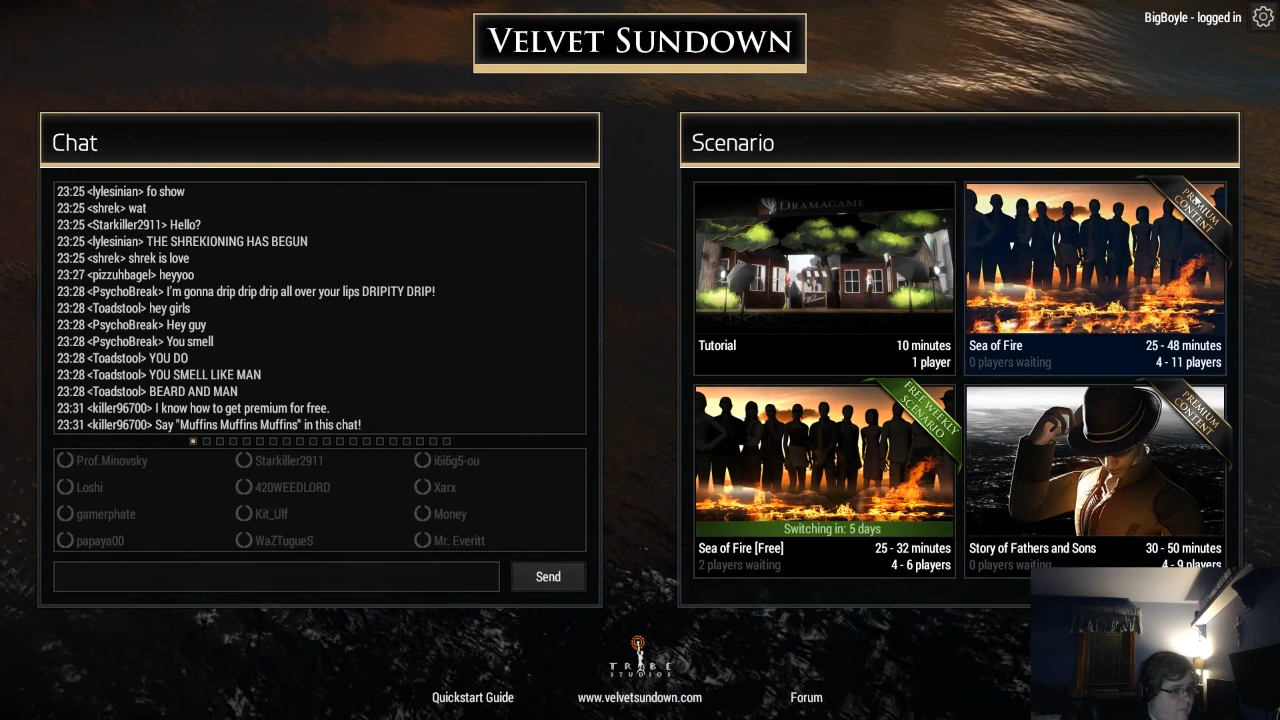 BigBoyle - logged in
VELVET SUNDOWN
Chat
23:25 <lylesinian> fo show
23:25 <shrek> wat
23:25 <Starkiller2911> Hello?
23:25 <lylesinian> THE SHREKIONING HAS BEGUN
23:25 <shrek> shrek is love
23:27 <pizzuhbagel> heyyoo
23:28 <PsychoBreak> I'm gonna drip drip drip all over your lips DRIPITY DRIP!
23:28 <Toadstool> hey girls
23:28 <PsychoBreak> Hey guy
23:28 <PsychoBreak> You smell
23:28 <Toadstool> YOU DO
23:28 <Toadstool> YOU SMELL LIKE MAN
23:28 <Toadstool> BEARD AND MAN
23:31 <killer96700> I know how to get premium for free.
23:31 <killer96700> Say "Muffins Muffins Muffins" in this chat!
Prof.Minovsky Starkiller2911 i6i6g5-ou
Loshi 420WEEDLORD Xarx
gamerphate Kit_Ulf Money
papaya00 WaZTugueS Mr. Everitt
Send
Scenario
DRAMAGAME
Tutorial 10 minutes
1 player
PREMIUM
CONTENT
Sea of Fire 25 - 48 minutes
0 players waiting 4 - 11 players
FREE WEEKLY
SCENARIO
Switching in: 5 days
Sea of Fire [Free] 25 - 32 minutes
2 players waiting 4 - 6 players
PREMIUM
CONTENT
Story of Fathers and Sons 30 - 50 minutes
0 players waiting 4 - 9 players
TRIBE
STUDIOS
Quickstart Guide www.velvetsundown.com Forum